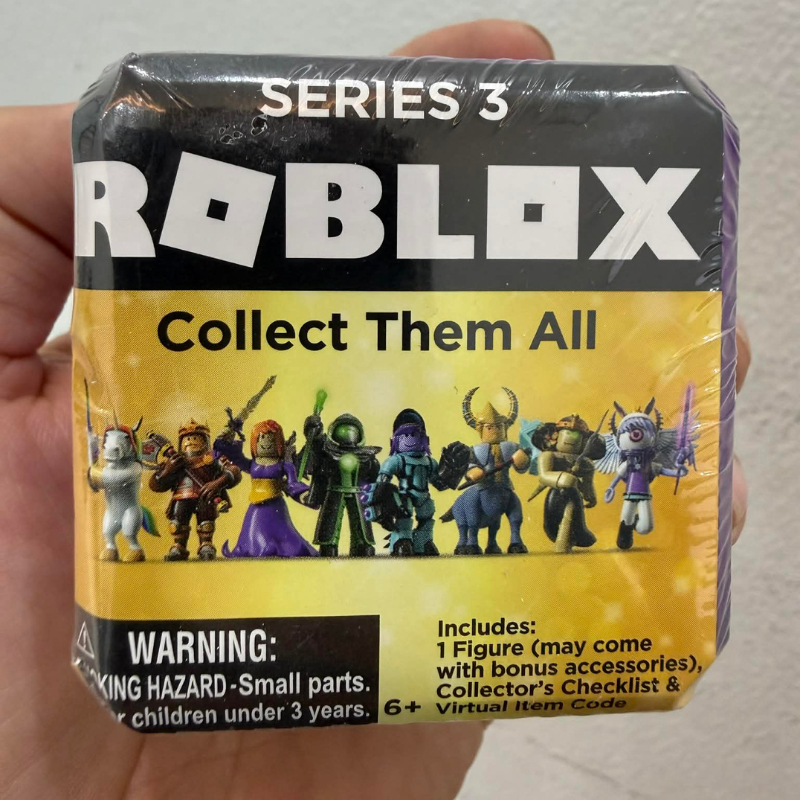 SERIES 3
ROBLOX
Collect Them All
WARNING:
KING HAZARD - Small parts.
r children under 3 years.
6+
Includes:
1 Figure (may come
with bonus accessories),
Collector's Checklist &
Virtual Item Code